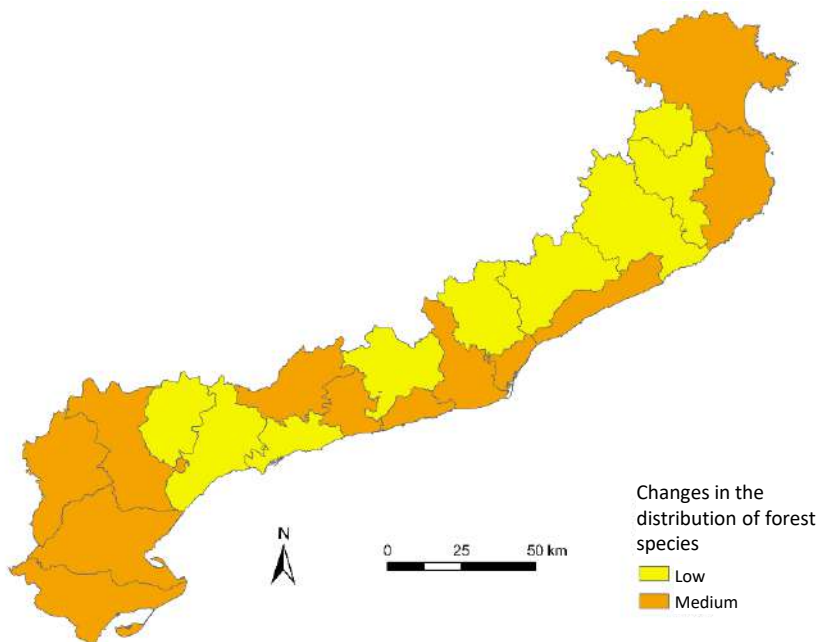 N
0 25 50 km
Changes in the
distribution of forest
species
Low
Medium